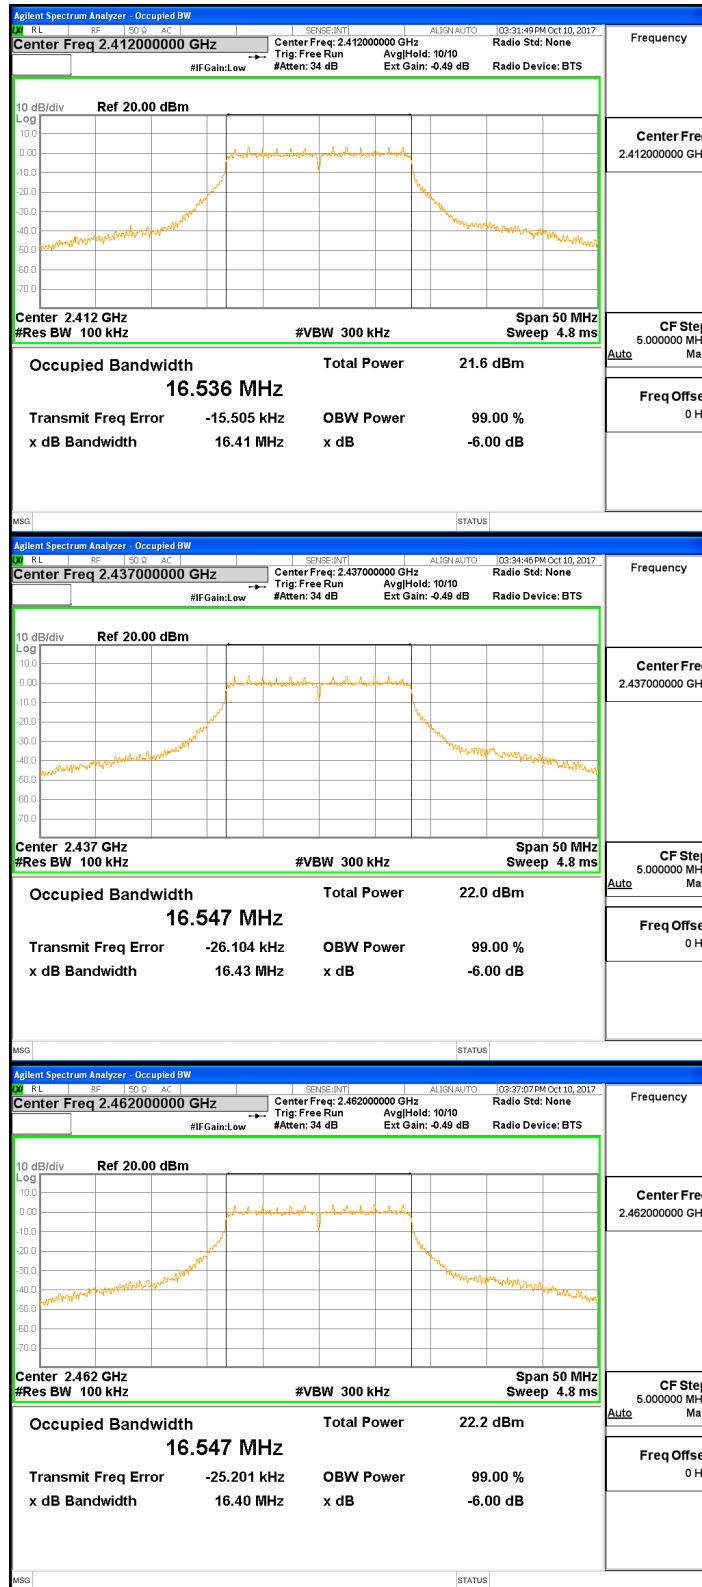 Agilent Spectrum Analyzer - Occupied BW
LXI RL RF 50 Ω AC SENSE:INT ALIGN AUTO 03:31:49 PM Oct 10, 2017
Center Freq 2.412000000 GHz
Center Freq: 2.412000000 GHz Radio Std: None
Trig: Free Run Avg|Hold: 10/10
#IFGain:Low #Atten: 34 dB Ext Gain: -0.49 dB Radio Device: BTS
Frequency
10 dB/div Ref 20.00 dBm
Log
10.0
0.00
-10.0
-20.0
-30.0
-40.0
-50.0
-60.0
-70.0
Center Fre
2.412000000 GH
Center 2.412 GHz Span 50 MHz
#Res BW 100 kHz #VBW 300 kHz Sweep 4.8 ms
CF Step
5.000000 MH
Auto Ma
Occupied Bandwidth Total Power 21.6 dBm
16.536 MHz
Transmit Freq Error -15.505 kHz OBW Power 99.00 %
x dB Bandwidth 16.41 MHz x dB -6.00 dB
Freq Offse
0 H
MSG STATUS
Agilent Spectrum Analyzer - Occupied BW
LXI RL RF 50 Ω AC SENSE:INT ALIGN AUTO 03:34:46 PM Oct 10, 2017
Center Freq 2.437000000 GHz
Center Freq: 2.437000000 GHz Radio Std: None
Trig: Free Run Avg|Hold: 10/10
#IFGain:Low #Atten: 34 dB Ext Gain: -0.49 dB Radio Device: BTS
Frequency
10 dB/div Ref 20.00 dBm
Log
10.0
0.00
-10.0
-20.0
-30.0
-40.0
-50.0
-60.0
-70.0
Center Fre
2.437000000 GH
Center 2.437 GHz Span 50 MHz
#Res BW 100 kHz #VBW 300 kHz Sweep 4.8 ms
CF Step
5.000000 MH
Auto Ma
Occupied Bandwidth Total Power 22.0 dBm
16.547 MHz
Transmit Freq Error -26.104 kHz OBW Power 99.00 %
x dB Bandwidth 16.43 MHz x dB -6.00 dB
Freq Offse
0 H
MSG STATUS
Agilent Spectrum Analyzer - Occupied BW
LXI RL RF 50 Ω AC SENSE:INT ALIGN AUTO 03:37:07 PM Oct 10, 2017
Center Freq 2.462000000 GHz
Center Freq: 2.462000000 GHz Radio Std: None
Trig: Free Run Avg|Hold: 10/10
#IFGain:Low #Atten: 34 dB Ext Gain: -0.49 dB Radio Device: BTS
Frequency
10 dB/div Ref 20.00 dBm
Log
10.0
0.00
-10.0
-20.0
-30.0
-40.0
-50.0
-60.0
-70.0
Center Fre
2.462000000 GH
Center 2.462 GHz Span 50 MHz
#Res BW 100 kHz #VBW 300 kHz Sweep 4.8 ms
CF Step
5.000000 MH
Auto Ma
Occupied Bandwidth Total Power 22.2 dBm
16.547 MHz
Transmit Freq Error -25.201 kHz OBW Power 99.00 %
x dB Bandwidth 16.40 MHz x dB -6.00 dB
Freq Offse
0 H
MSG STATUS